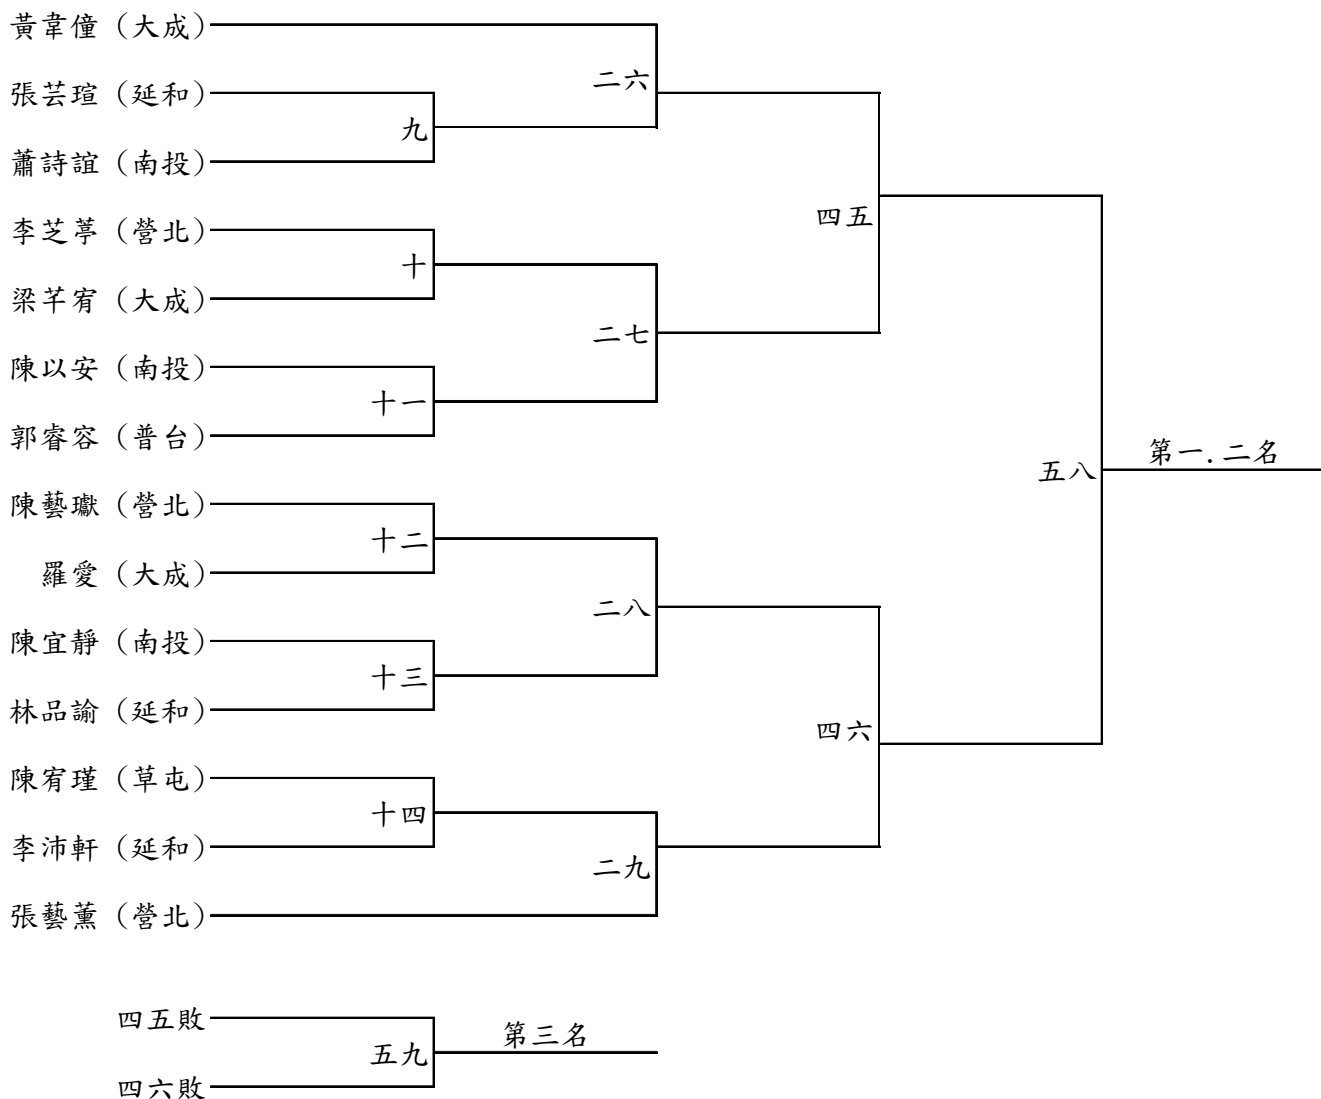 黃韋僮（大成）
二六
張芸瑄（延和）
九
蕭詩誼（南投）
四五
李芝葶（營北）
十
梁芊宥（大成）
二七
陳以安（南投）
十一
郭睿容（普台）
第一.二名
五八
陳藝瓛（營北）
十二
羅愛（大成）
二八
陳宜靜（南投）
十三
林品諭（延和）
四六
陳宥瑾（草屯）
十四
李沛軒（延和）
二九
張藝薰（營北）
四五敗
第三名
五九
四六敗